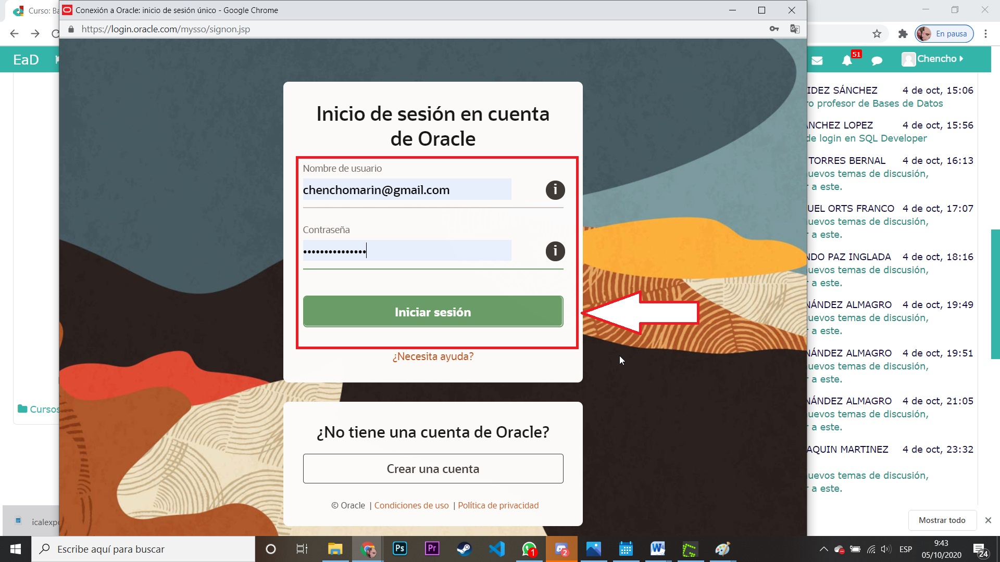 Curso: Ba
Conexión a Oracle: inicio de sesión único - Google Chrome
https://login.oracle.com/mysso/signon.jsp
En pausa
EaD
51
Chencho
Inicio de sesión en cuenta
de Oracle
Nombre de usuario
chenchomarin@gmail.com
i
Contraseña
•••••••••••••••
i
Iniciar sesión
¿Necesita ayuda?
¿No tiene una cuenta de Oracle?
Crear una cuenta
© Oracle | Condiciones de uso | Política de privacidad
IDEZ SÁNCHEZ 4 de oct, 15:06
ro profesor de Bases de Datos
ÁNCHEZ LOPEZ 4 de oct, 15:56
de login en SQL Developer
TORRES BERNAL 4 de oct, 16:13
uevos temas de discusión,
r a este.
UEL ORTS FRANCO 4 de oct, 17:07
uevos temas de discusión,
r a este.
NDO PAZ INGLADA 4 de oct, 18:16
uevos temas de discusión,
r a este.
NÁNDEZ ALMAGRO 4 de oct, 19:49
uevos temas de discusión,
r a este.
NÁNDEZ ALMAGRO 4 de oct, 19:51
uevos temas de discusión,
r a este.
NÁNDEZ ALMAGRO 4 de oct, 21:05
uevos temas de discusión,
r a este.
AQUIN MARTINEZ 4 de oct, 23:32
uevos temas de discusión,
r a este.
Cursos
icalexpo
Mostrar todo
Escribe aquí para buscar
Ps
Pr
1
2
W
ESP
9:43
05/10/2020
24